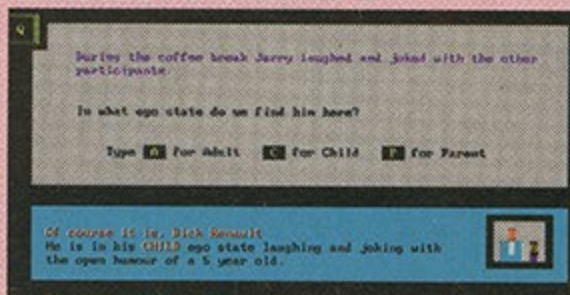 Q
During the coffee break Jerry laughed and joked with the other
participants.
In what ego state do we find him here?
Type A for Adult C for Child P for Parent
Of course it is, Dick Renault
He is in his CHILD ego state laughing and joking with
the open humour of a 5 year old.